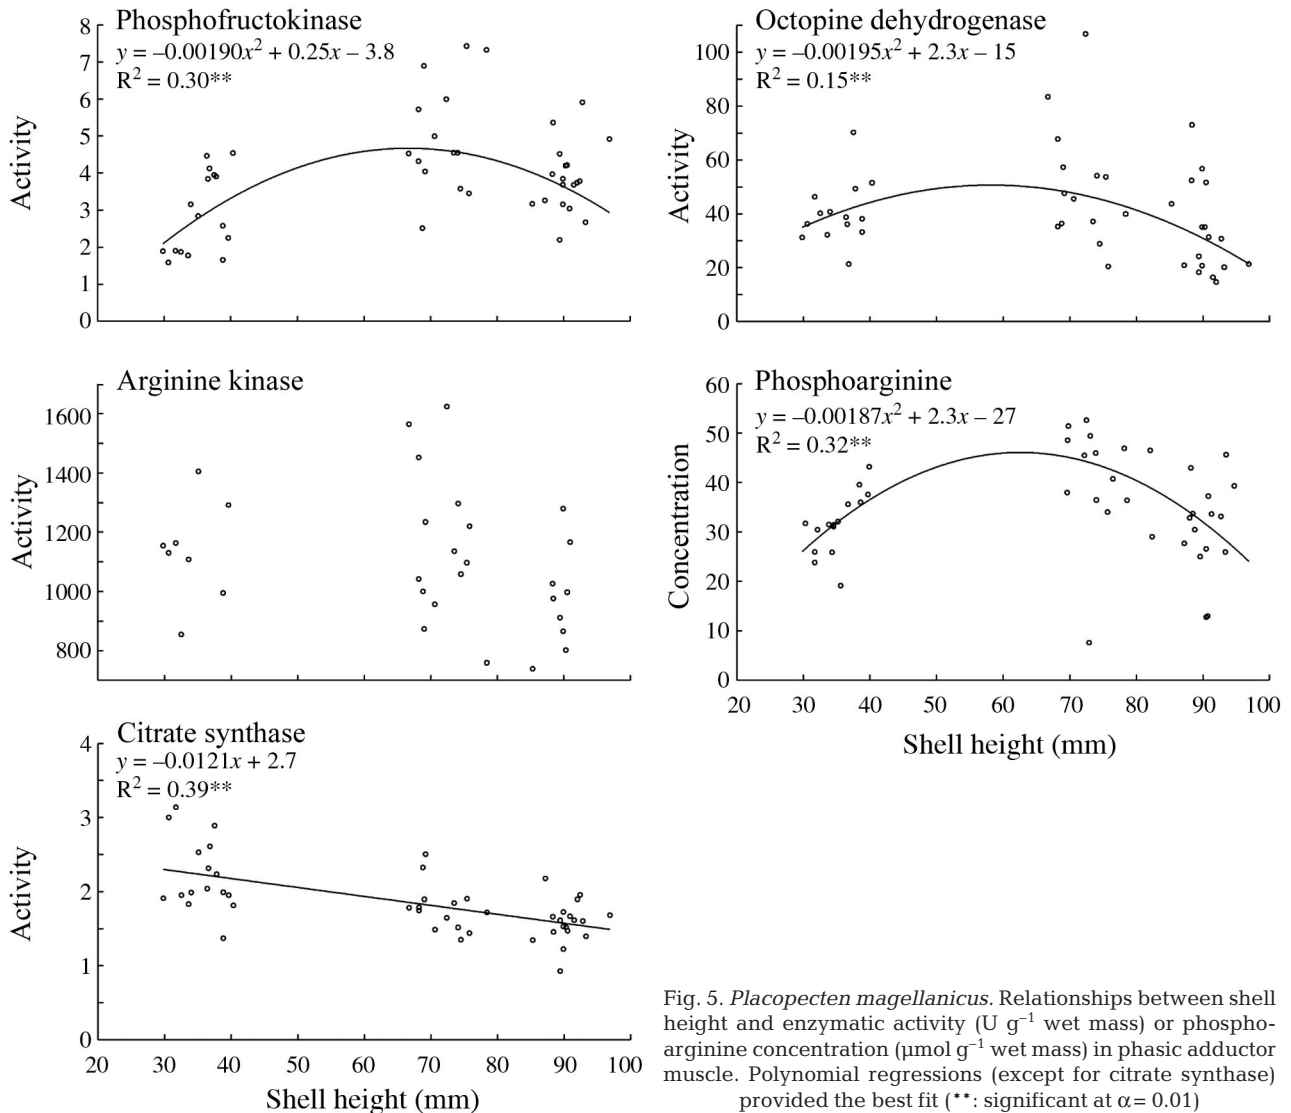 Phosphofructokinase
y = –0.00190x² + 0.25x – 3.8
R² = 0.30**
8
7
6
5
4
3
2
1
0
Activity
Octopine dehydrogenase
y = –0.00195x² + 2.3x – 15
R² = 0.15**
100
80
60
40
20
0
Activity
Arginine kinase
1600
1400
1200
1000
800
Activity
Phosphoarginine
y = –0.00187x² + 2.3x – 27
R² = 0.32**
60
50
40
30
20
10
0
Concentration
20 30 40 50 60 70 80 90 100
Shell height (mm)
Citrate synthase
y = –0.0121x + 2.7
R² = 0.39**
4
3
2
1
0
Activity
20 30 40 50 60 70 80 90 100
Shell height (mm)
Fig. 5. Placopecten magellanicus. Relationships between shell
height and enzymatic activity (U g⁻¹ wet mass) or phospho-
arginine concentration (µmol g⁻¹ wet mass) in phasic adductor
muscle. Polynomial regressions (except for citrate synthase)
provided the best fit (**: significant at α = 0.01)